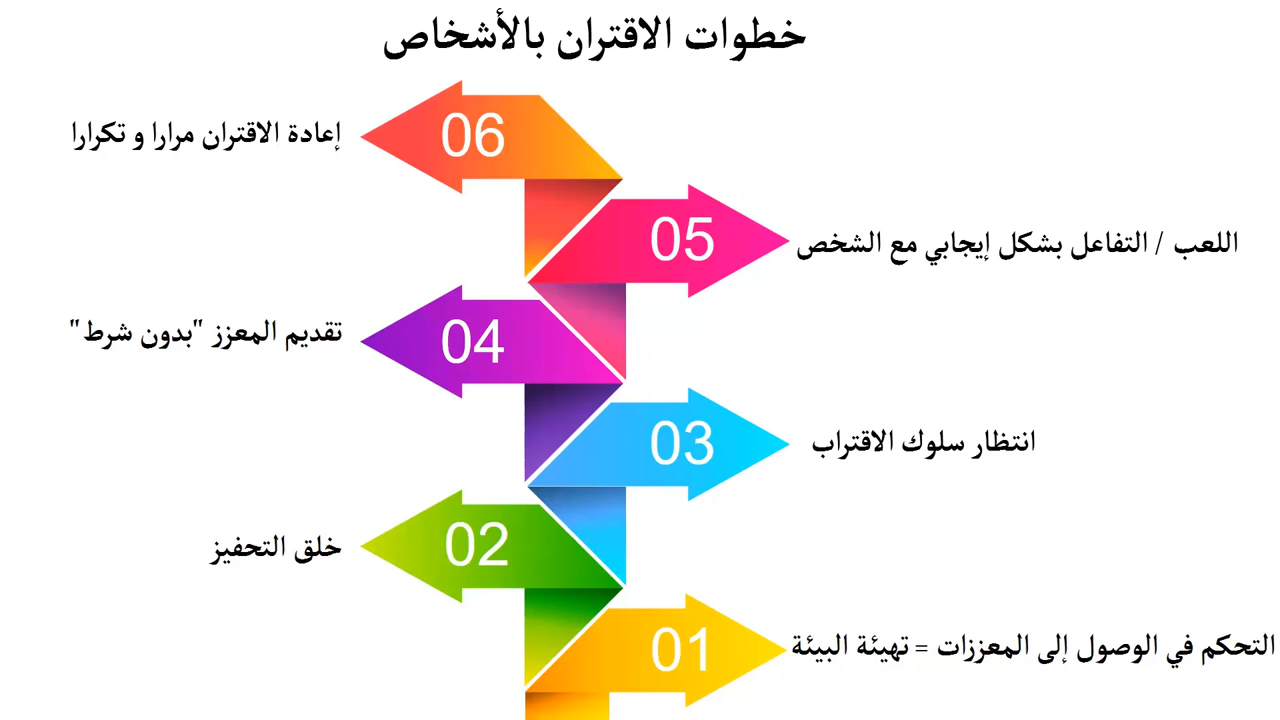 خطوات الاقتران بالأشخاص
06
إعادة الاقتران مرارا و تكرارا
05
اللعب / التفاعل بشكل إيجابي مع الشخص
04
تقديم المعزز "بدون شرط"
03
انتظار سلوك الاقتراب
02
خلق التحفيز
01
التحكم في الوصول إلى المعززات = تهيئة البيئة